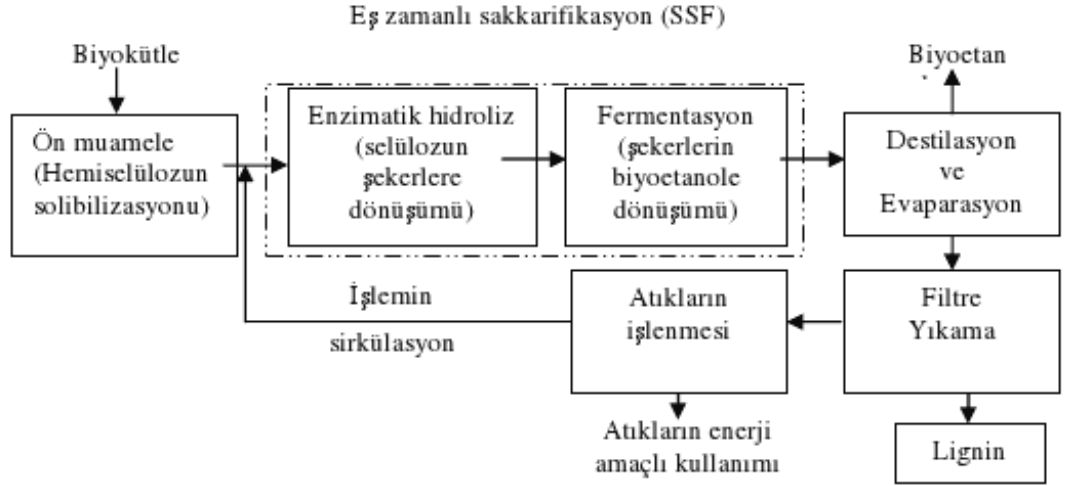 Eş zamanlı sakkarifikasyon (SSF)
Biyokütle
Biyoetan
Ön muamele
(Hemiselülozun
solibilizasyonu)
Enzimatik hidroliz
(selülozun
şekerlere
dönüşümü)
Fermentasyon
(şekerlerin
biyoetanole
dönüşümü)
Destilasyon
ve
Evaparasyon
İşlemin
sirkülasyon
Atıkların
işlenmesi
Filtre
Yıkama
Atıkların enerji
amaçlı kullanımı
Lignin